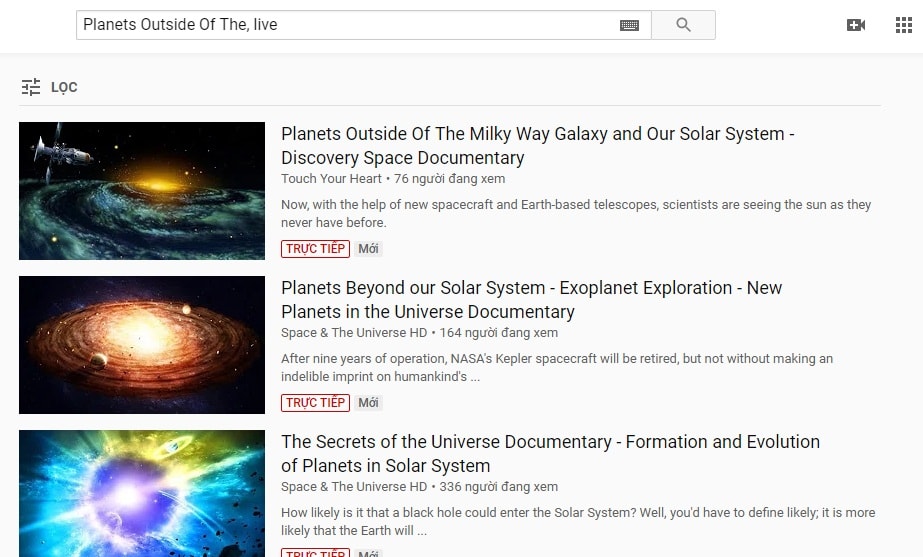 Planets Outside Of The, live
LỌC
Planets Outside Of The Milky Way Galaxy and Our Solar System -
Discovery Space Documentary
Touch Your Heart • 76 người đang xem
Now, with the help of new spacecraft and Earth-based telescopes, scientists are seeing the sun as they
never have before.
TRỰC TIẾP Mới
Planets Beyond our Solar System - Exoplanet Exploration - New
Planets in the Universe Documentary
Space & The Universe HD • 164 người đang xem
After nine years of operation, NASA's Kepler spacecraft will be retired, but not without making an
indelible imprint on humankind's ...
TRỰC TIẾP Mới
The Secrets of the Universe Documentary - Formation and Evolution
of Planets in Solar System
Space & The Universe HD • 336 người đang xem
How likely is it that a black hole could enter the Solar System? Well, you'd have to define likely; it is more
likely that the Earth will ...
TRỰC TIẾP Mới